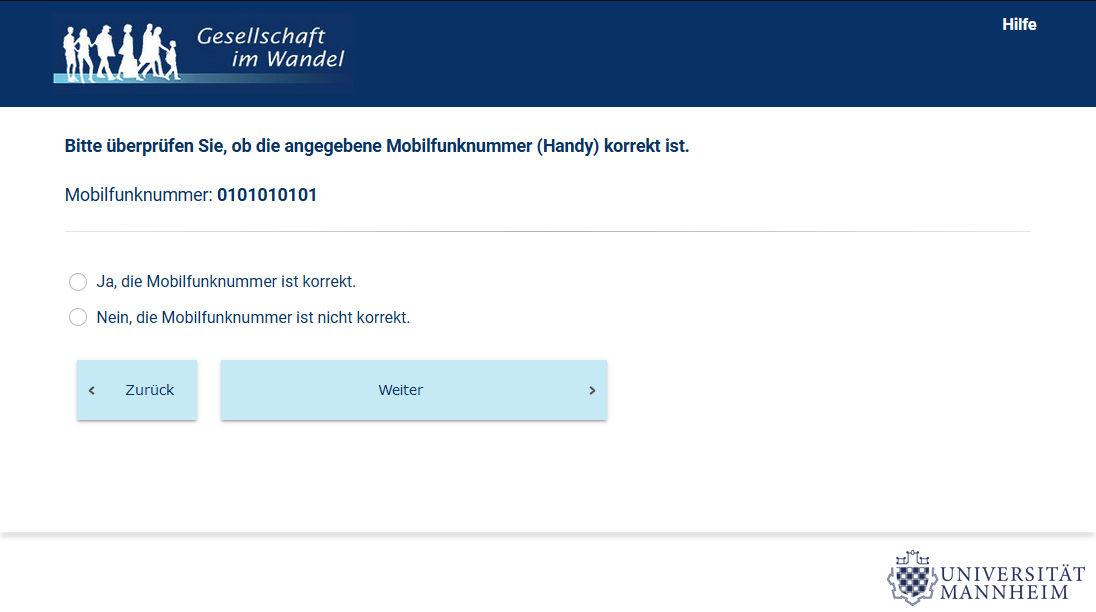 Gesellschaft
im Wandel
Hilfe
Bitte überprüfen Sie, ob die angegebene Mobilfunknummer (Handy) korrekt ist.
Mobilfunknummer: 0101010101
Ja, die Mobilfunknummer ist korrekt.
Nein, die Mobilfunknummer ist nicht korrekt.
‹ Zurück
Weiter ›
UNIVERSITÄT
MANNHEIM